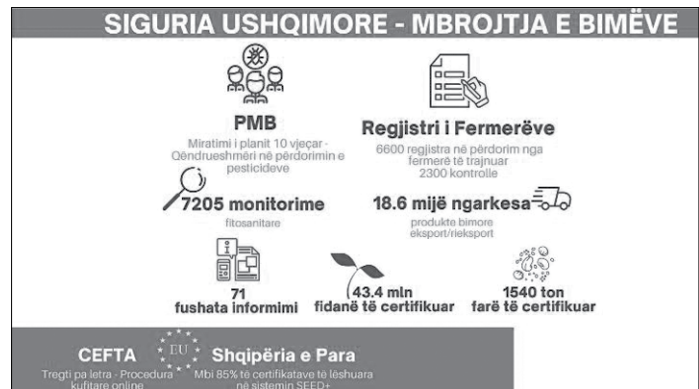 SIGURIA USHQIMORE - MBROJTJA E BIMËVE
PMB
Miratimi i planit 10 vjeçar -
Qëndrueshmëri në përdorimin e
pesticideve
Regjistri i Fermerëve
6600 regjistra në përdorim nga
fermerë të trajnuar
2300 kontrolle
7205 monitorime
fitosanitare
18.6 mijë ngarkesa
produkte bimore
eksport/rieksport
71
fushata informimi
43.4 mln
fidanë të certifikuar
1540 ton
farë të certifikuar
CEFTA
Tregti pa letra - Procedura
kufitare online
EU
Shqipëria e Para
Mbi 85% të certifikatave të lëshuara
në sistemin SEED+